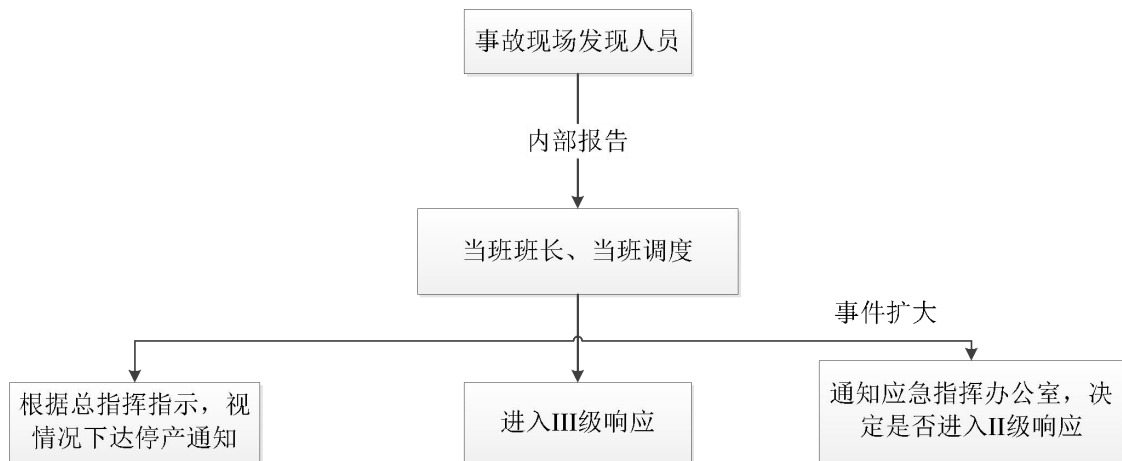 事故现场发现人员
内部报告
当班班长、当班调度
事件扩大
根据总指挥指示，视
情况下达停产通知
进入III级响应
通知应急指挥办公室，决
定是否进入II级响应